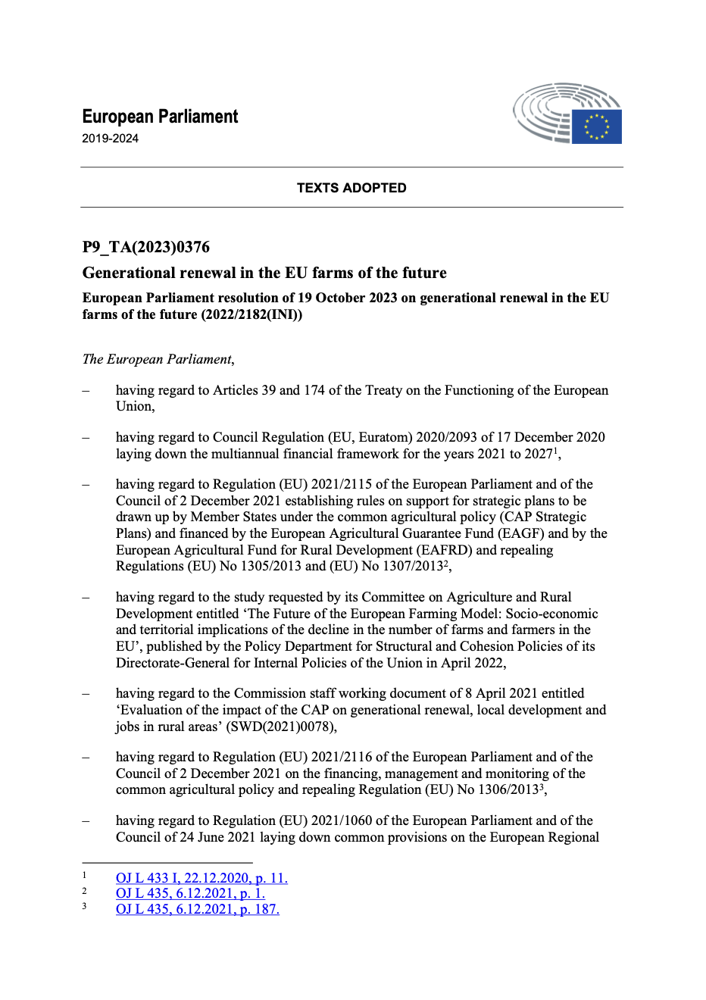 European Parliament
2019-2024
TEXTS ADOPTED
P9_TA(2023)0376
Generational renewal in the EU farms of the future
European Parliament resolution of 19 October 2023 on generational renewal in the EU
farms of the future (2022/2182(INI))
The European Parliament,
– having regard to Articles 39 and 174 of the Treaty on the Functioning of the European
Union,
– having regard to Council Regulation (EU, Euratom) 2020/2093 of 17 December 2020
laying down the multiannual financial framework for the years 2021 to 2027¹,
– having regard to Regulation (EU) 2021/2115 of the European Parliament and of the
Council of 2 December 2021 establishing rules on support for strategic plans to be
drawn up by Member States under the common agricultural policy (CAP Strategic
Plans) and financed by the European Agricultural Guarantee Fund (EAGF) and by the
European Agricultural Fund for Rural Development (EAFRD) and repealing
Regulations (EU) No 1305/2013 and (EU) No 1307/2013²,
– having regard to the study requested by its Committee on Agriculture and Rural
Development entitled ‘The Future of the European Farming Model: Socio-economic
and territorial implications of the decline in the number of farms and farmers in the
EU’, published by the Policy Department for Structural and Cohesion Policies of its
Directorate-General for Internal Policies of the Union in April 2022,
– having regard to the Commission staff working document of 8 April 2021 entitled
‘Evaluation of the impact of the CAP on generational renewal, local development and
jobs in rural areas’ (SWD(2021)0078),
– having regard to Regulation (EU) 2021/2116 of the European Parliament and of the
Council of 2 December 2021 on the financing, management and monitoring of the
common agricultural policy and repealing Regulation (EU) No 1306/2013³,
– having regard to Regulation (EU) 2021/1060 of the European Parliament and of the
Council of 24 June 2021 laying down common provisions on the European Regional
¹ OJ L 433 I, 22.12.2020, p. 11.
² OJ L 435, 6.12.2021, p. 1.
³ OJ L 435, 6.12.2021, p. 187.